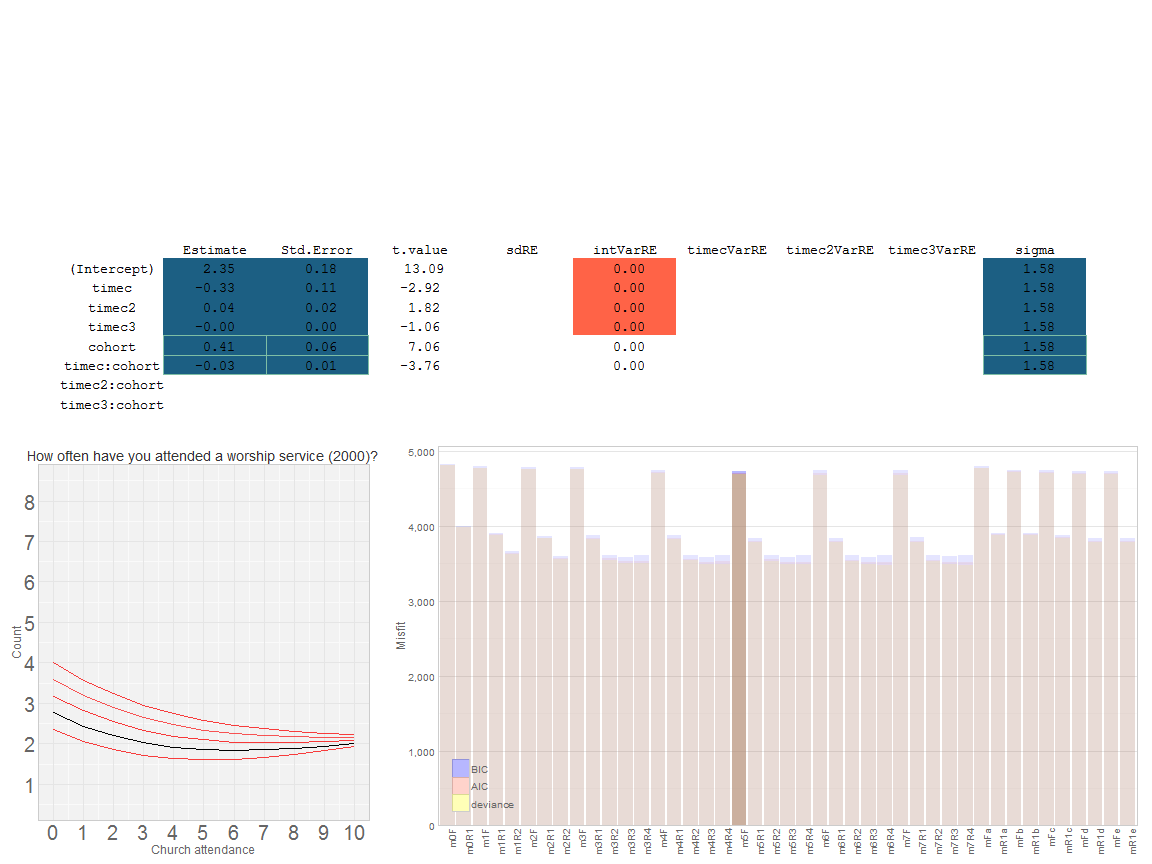 Estimate Std.Error t.value sdRE intVarRE timecVarRE timec2VarRE timec3VarRE sigma
(Intercept) 2.35 0.18 13.09 0.00 1.58
timec -0.33 0.11 -2.92 0.00 1.58
timec2 0.04 0.02 1.82 0.00 1.58
timec3 -0.00 0.00 -1.06 0.00 1.58
cohort 0.41 0.06 7.06 0.00 1.58
timec:cohort -0.03 0.01 -3.76 0.00 1.58
timec2:cohort
timec3:cohort
How often have you attended a worship service (2000)?
8
7
6
5
4
3
2
1
Count
0 1 2 3 4 5 6 7 8 9 10
Church attendance
5,000
4,000
3,000
2,000
1,000
0
Misfit
BIC
AIC
deviance
m0F m0R1 m1F m1R1 m1R2 m2F m2R1 m2R2 m3F m3R1 m3R2 m3R3 m3R4 m4F m4R1 m4R2 m4R3 m4R4 m5F m5R1 m5R2 m5R3 m5R4 m6F m6R1 m6R2 m6R3 m6R4 m7F m7R1 m7R2 m7R3 m7R4 mFa mR1a mFb mR1b mFc mR1c mFd mR1d mFe mR1e